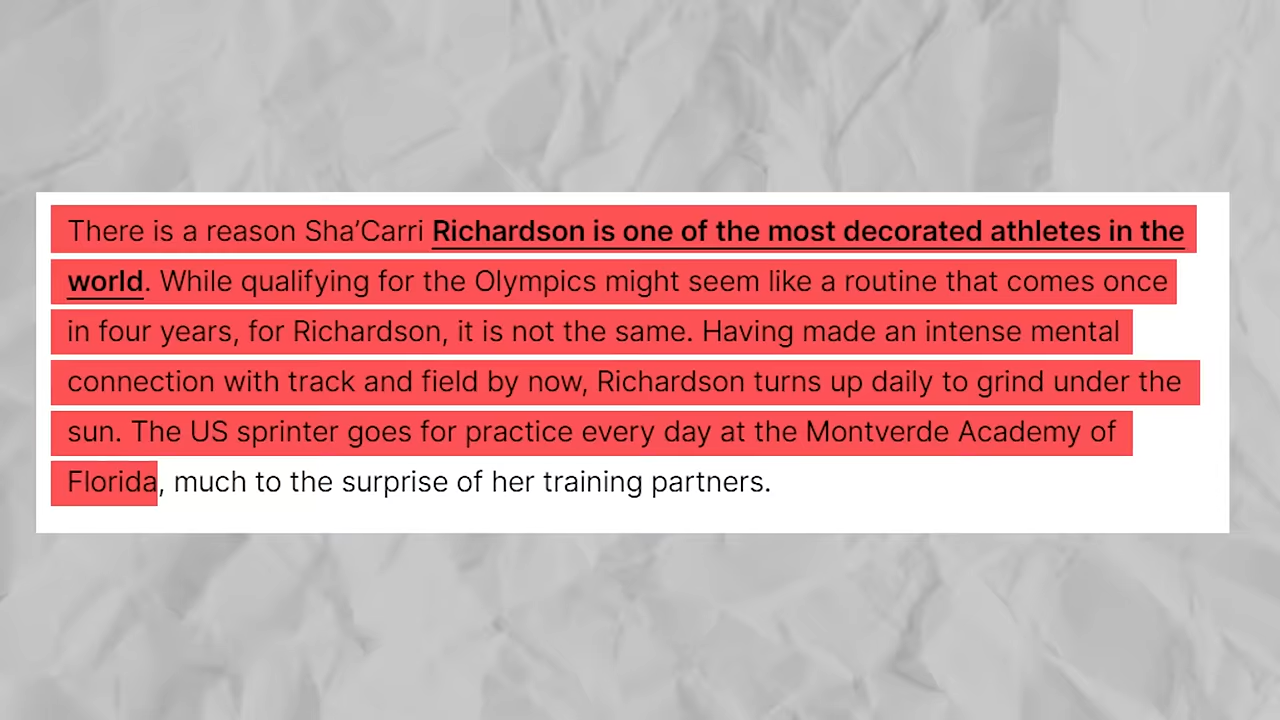 There is a reason Sha’Carri Richardson is one of the most decorated athletes in the
world. While qualifying for the Olympics might seem like a routine that comes once
in four years, for Richardson, it is not the same. Having made an intense mental
connection with track and field by now, Richardson turns up daily to grind under the
sun. The US sprinter goes for practice every day at the Montverde Academy of
Florida, much to the surprise of her training partners.